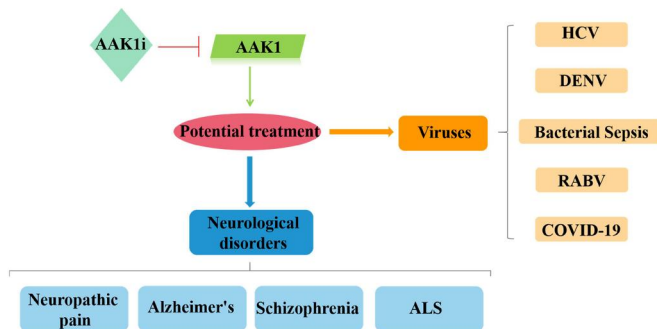 AAK1i
AAK1
HCV
DENV
Potential treatment
Viruses
Bacterial Sepsis
RABV
COVID-19
Neurological
disorders
Neuropathic
pain
Alzheimer's
Schizophrenia
ALS